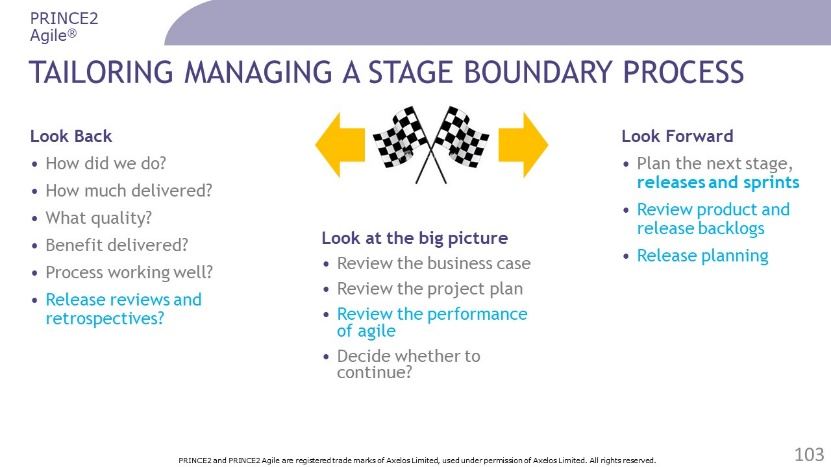 PRINCE2
Agile®
TAILORING MANAGING A STAGE BOUNDARY PROCESS
Look Back
• How did we do?
• How much delivered?
• What quality?
• Benefit delivered?
• Process working well?
• Release reviews and
retrospectives?
Look at the big picture
• Review the business case
• Review the project plan
• Review the performance
of agile
• Decide whether to
continue?
Look Forward
• Plan the next stage,
releases and sprints
• Review product and
release backlogs
• Release planning
PRINCE2 and PRINCE2 Agile are registered trade marks of Axelos Limited, used under permission of Axelos Limited. All rights reserved.
103